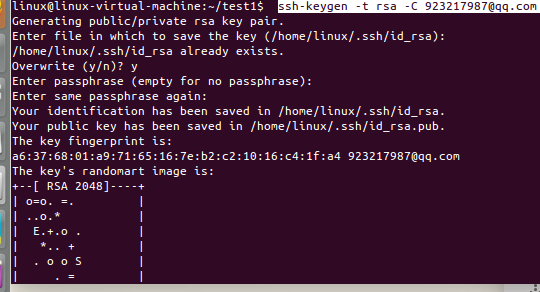 linux@linux-virtual-machine:~/test1$ ssh-keygen -t rsa -C 923217987@qq.com
Generating public/private rsa key pair.
Enter file in which to save the key (/home/linux/.ssh/id_rsa):
/home/linux/.ssh/id_rsa already exists.
Overwrite (y/n)? y
Enter passphrase (empty for no passphrase):
Enter same passphrase again:
Your identification has been saved in /home/linux/.ssh/id_rsa.
Your public key has been saved in /home/linux/.ssh/id_rsa.pub.
The key fingerprint is:
a6:37:68:01:a9:71:65:16:7e:b2:c2:10:16:c4:1f:a4 923217987@qq.com
The key's randomart image is:
+--[ RSA 2048]----+
| o=o. =.         |
| ..o.*           |
|  E.+.o .        |
|   *.. +         |
|  . o o S        |
|     . =         |